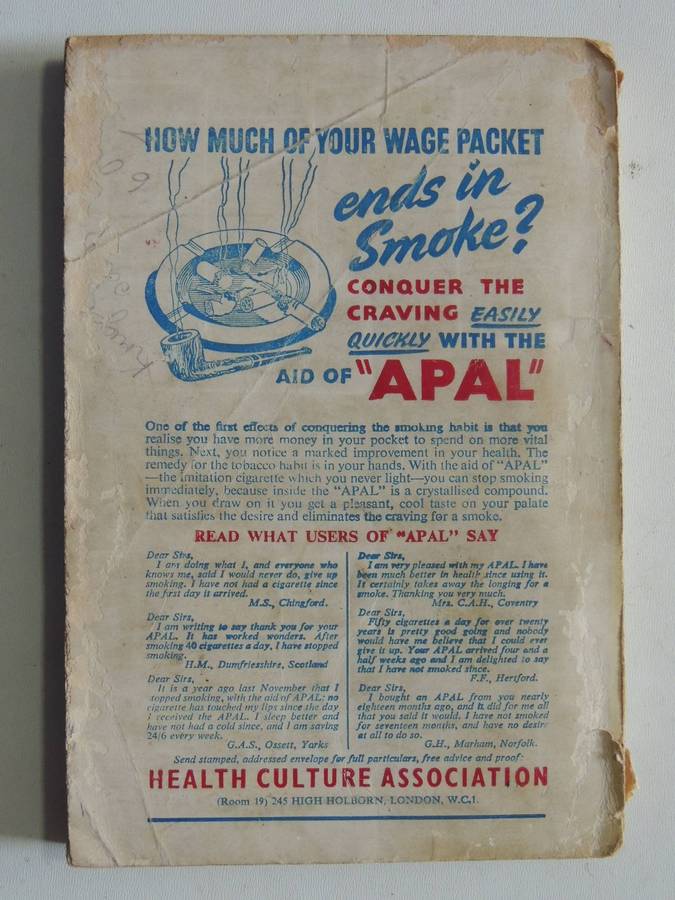 HOW MUCH OF YOUR WAGE PACKET
ends in
Smoke?
CONQUER THE
CRAVING EASILY
QUICKLY WITH THE
AID OF "APAL"
One of the first effects of conquering the smoking habit is that you
realise you have more money in your pocket to spend on more vital
things. Next, you notice a marked improvement in your health. The
remedy for the tobacco habit is in your hands. With the aid of "APAL"
—the imitation cigarette which you never light—you can stop smoking
immediately, because inside the "APAL" is a crystallised compound.
When you draw on it you get a pleasant, cool taste on your palate
that satisfies the desire and eliminates the craving for a smoke.
READ WHAT USERS OF "APAL" SAY
Dear Sirs,
I am doing what I, and everyone who
knows me, said I would never do, give up
smoking. I have not had a cigarette since
the first day it arrived.
M.S., Chingford.
Dear Sirs,
I am writing to say thank you for your
APAL. It has worked wonders. After
smoking 40 cigarettes a day, I have stopped
smoking.
H.M., Dumfriesshire, Scotland
Dear Sirs,
It is a year ago last November that I
stopped smoking, with the aid of APAL; no
cigarette has touched my lips since the day
I received the APAL. I sleep better and
have not had a cold since, and I am saving
24/6 every week.
G.A.S., Ossett, Yorks
Dear Sirs,
I am very pleased with my APAL. I have
been much better in health since using it.
It certainly takes away the longing for a
smoke. Thanking you very much.
Mrs. C.A.H., Coventry
Dear Sirs,
Fifty cigarettes a day for over twenty
years is pretty good going and nobody
would have me believe that I could ever
give it up. Your APAL arrived four and a
half weeks ago and I am delighted to say
that I have not smoked since.
F.F., Hertford.
Dear Sirs,
I bought an APAL from you nearly
eighteen months ago, and it did for me all
that you said it would. I have not smoked
for seventeen months, and have no desire
at all to do so.
G.H., Marham, Norfolk.
Send stamped, addressed envelope for full particulars, free advice and proof:
HEALTH CULTURE ASSOCIATION
(Room 19) 245 HIGH HOLBORN, LONDON, W.C.1.